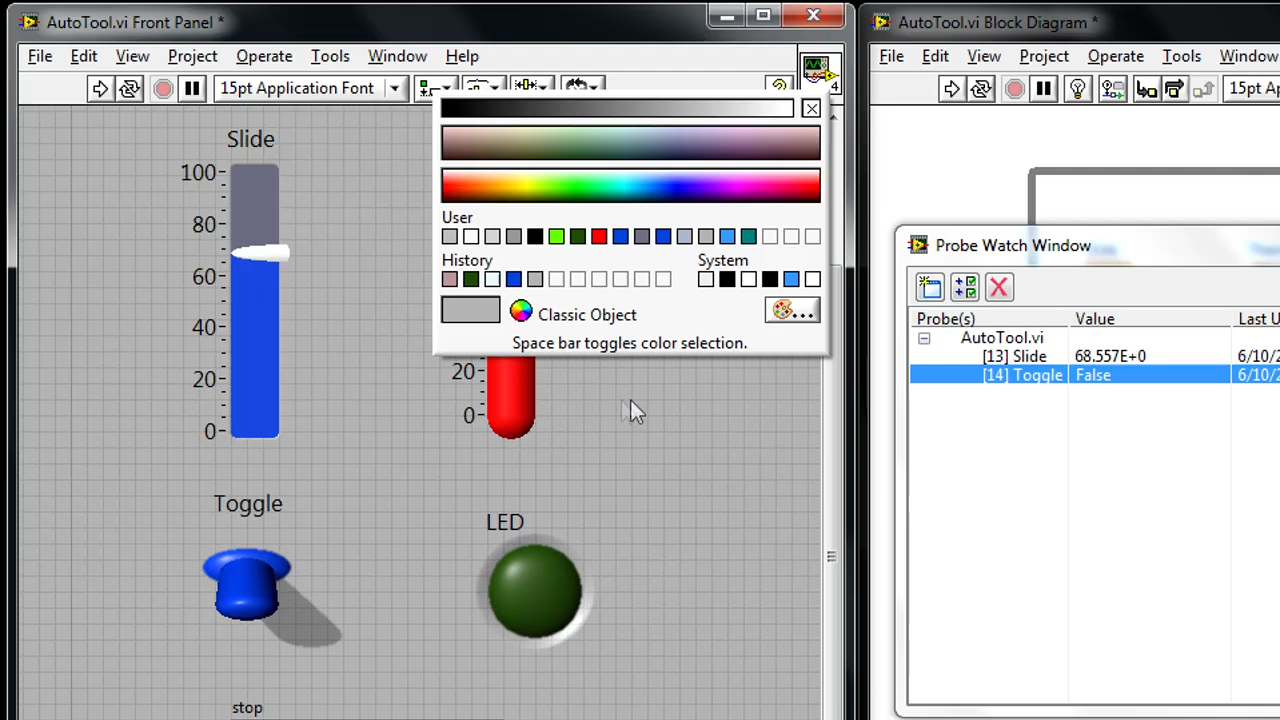 AutoTool.vi Front Panel *
File Edit View Project Operate Tools Window Help
15pt Application Font
4
Slide
100
80
60
40
20
0
User
History
System
Classic Object
Space bar toggles color selection.
20
0
Toggle
LED
stop
AutoTool.vi Block Diagram *
File Edit View Project Operate Tools Window
15pt Ap
Probe Watch Window
Probe(s) Value Last U
AutoTool.vi
[13] Slide 68.557E+0 6/10/2
[14] Toggle False 6/10/2